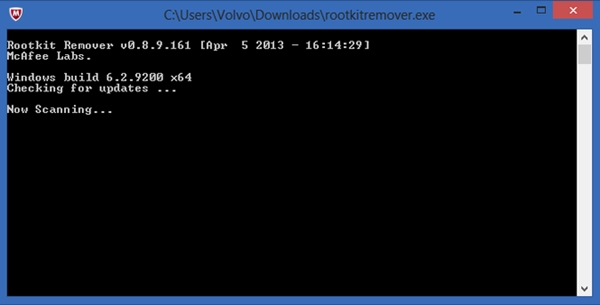 C:\Users\Volvo\Downloads\rootkitremover.exe
Rootkit Remover v0.8.9.161 [Apr  5 2013 - 16:14:29]
McAfee Labs.
Windows build 6.2.9200 x64
Checking for updates ...
Now Scanning...